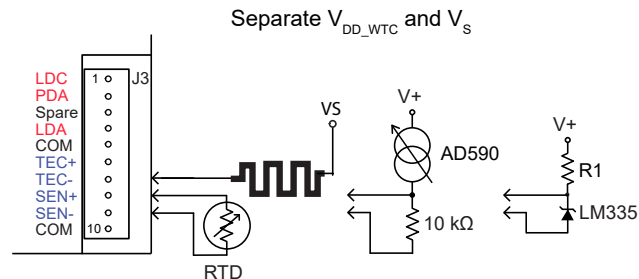 Separate V_DD_WTC and V_S
LDC
PDA
Spare
LDA
COM
TEC+
TEC-
SEN+
SEN-
COM
1
10
J3
VS
RTD
V+
AD590
10 kΩ
V+
R1
LM335